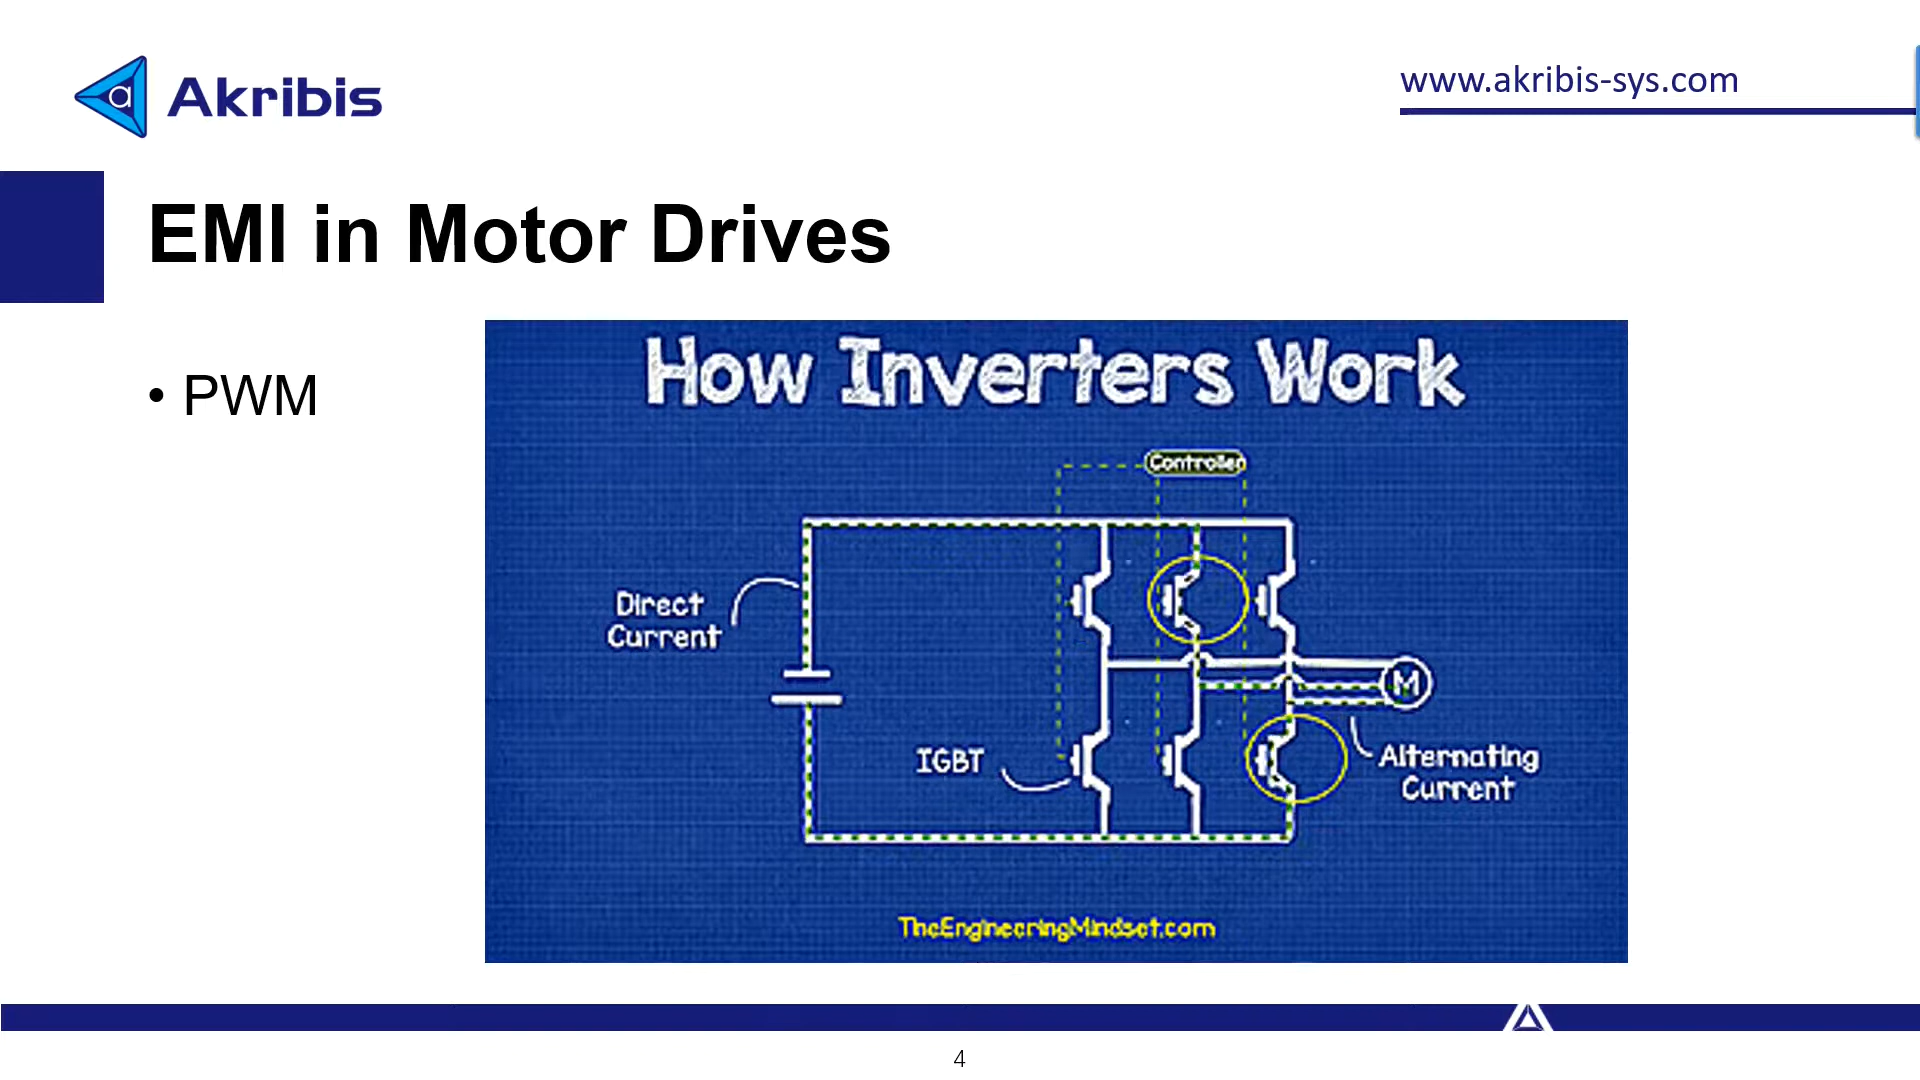 Akribis
www.akribis-sys.com
EMI in Motor Drives
• PWM
How Inverters Work
Controller
Direct
Current
IGBT
M
Alternating
Current
TheEngineeringMindset.com
4